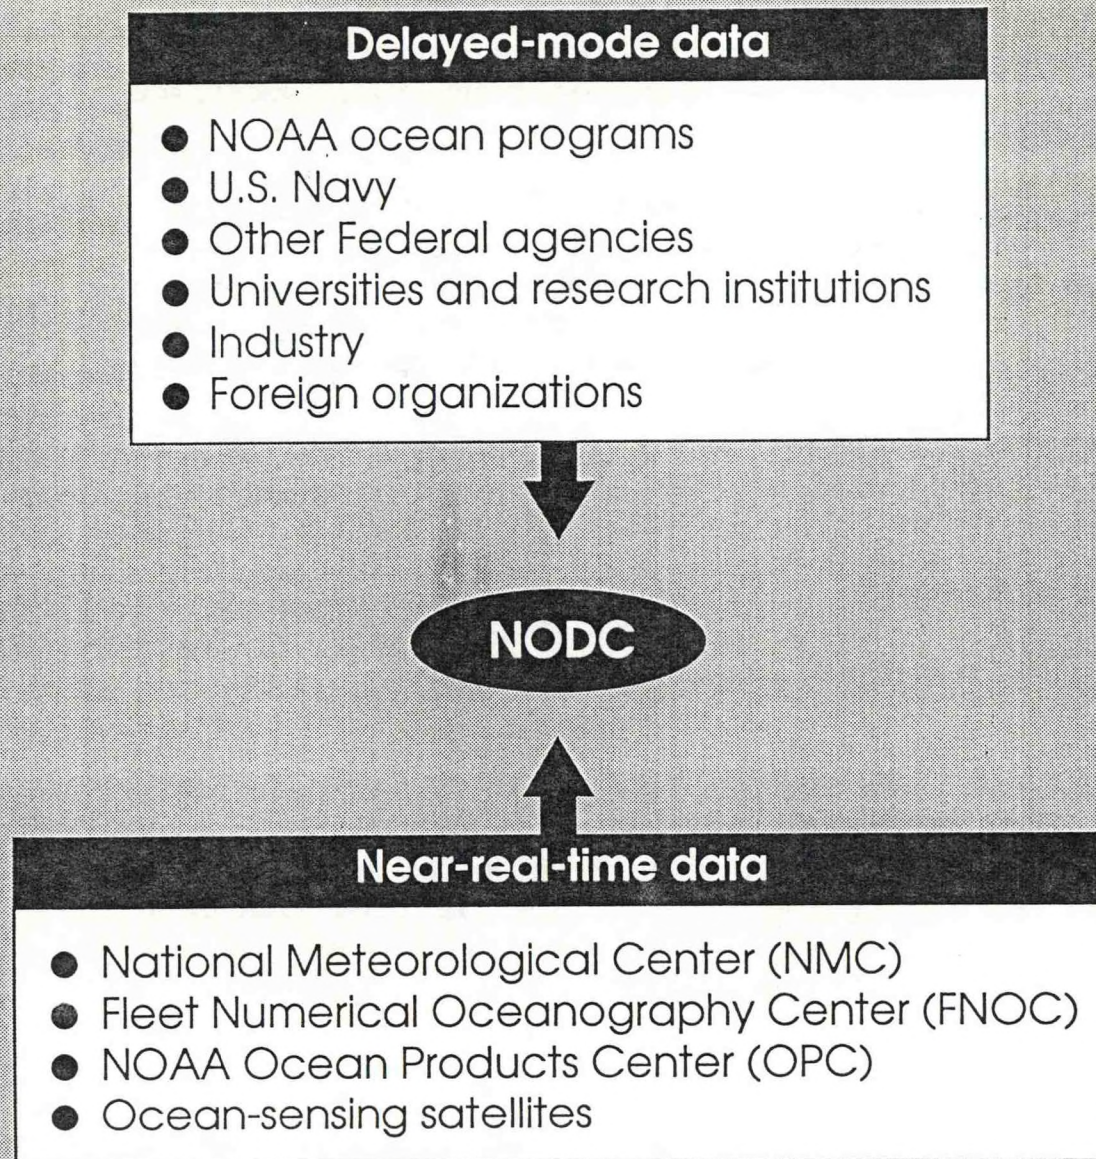 Delayed-mode data
● NOAA ocean programs
● U.S. Navy
● Other Federal agencies
● Universities and research institutions
● Industry
● Foreign organizations
NODC
Near-real-time data
● National Meteorological Center (NMC)
● Fleet Numerical Oceanography Center (FNOC)
● NOAA Ocean Products Center (OPC)
● Ocean-sensing satellites